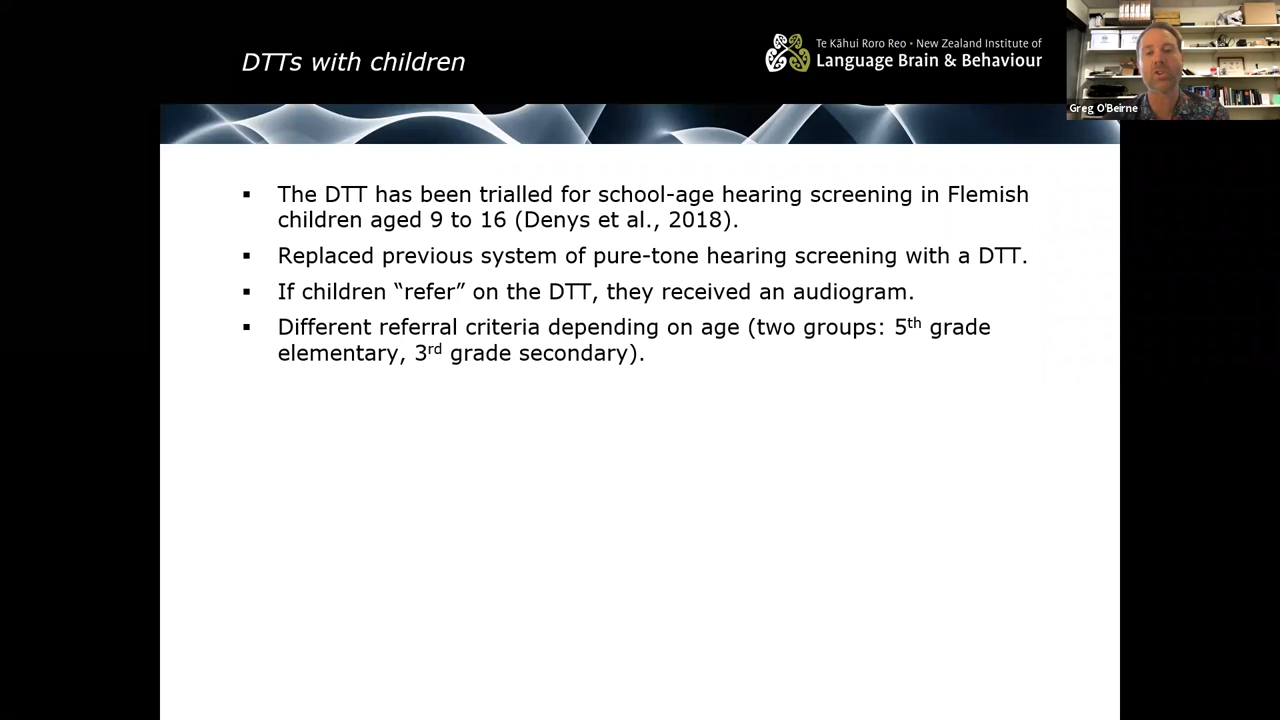 DTTs with children
Te Kāhui Roro Reo • New Zealand Institute of
Language Brain & Behaviour
Greg O'Beirne
▪ The DTT has been trialled for school-age hearing screening in Flemish
children aged 9 to 16 (Denys et al., 2018).
▪ Replaced previous system of pure-tone hearing screening with a DTT.
▪ If children “refer” on the DTT, they received an audiogram.
▪ Different referral criteria depending on age (two groups: 5th grade
elementary, 3rd grade secondary).